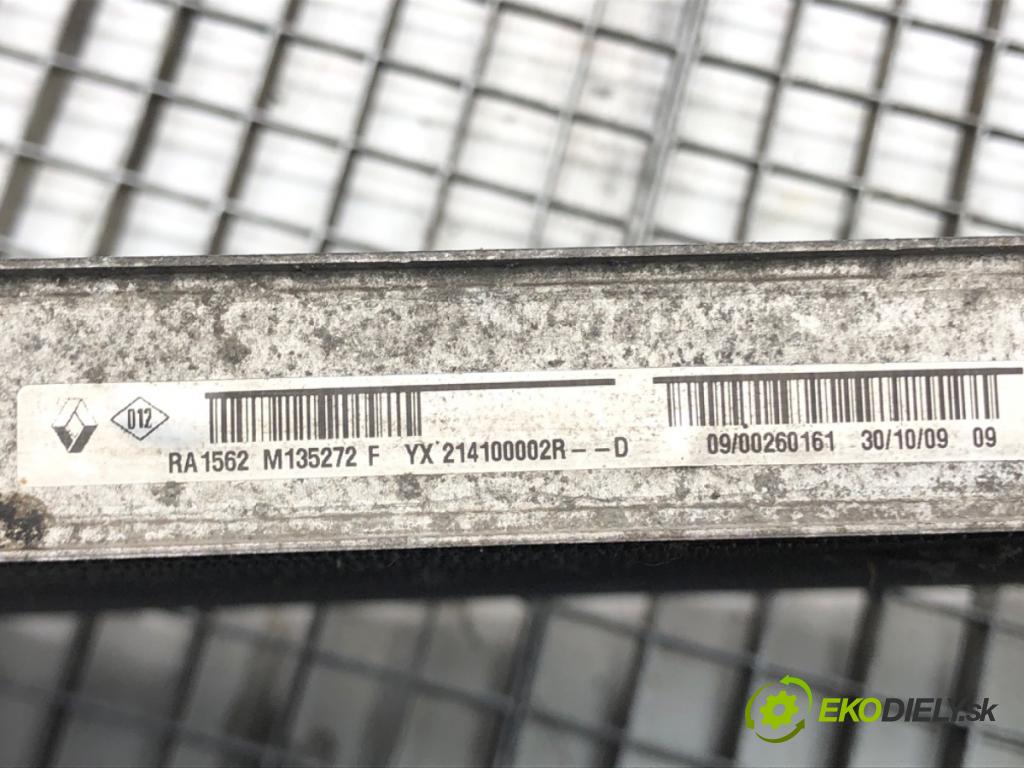 012
RA1562 M135272 F YX 214100002R--D 09/00260161 30/10/09 09
EKODIELY.sk